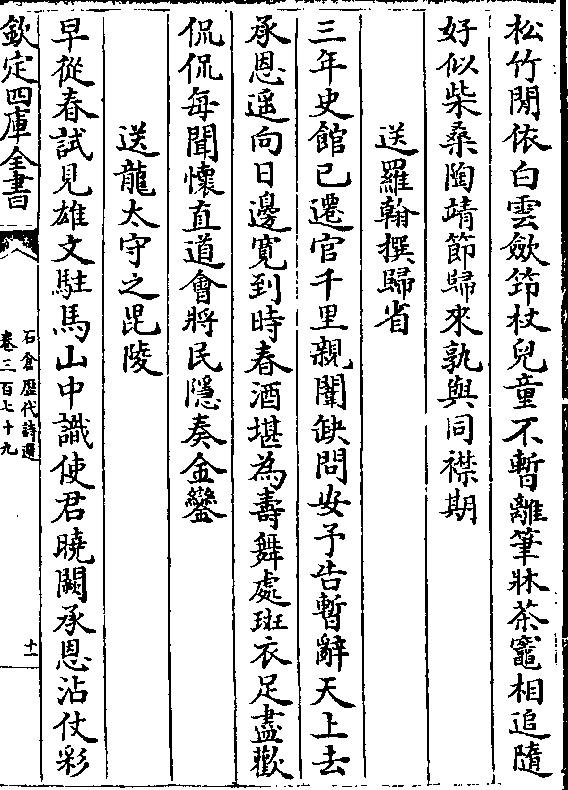 松竹閒依白雲歛筇杖兒童不暫離筆牀茶竈相追隨
好似柴桑陶靖節歸來孰與同襟期
送羅翰撰歸省
三年史館已遷官千里親闈缺問安予告暫辭天上去
承恩遥向日邊寛到時春酒堪為壽舞處斑衣足盡歡
侃侃每聞懷直道會將民隱奏金鑾
送龍太守之毘陵
早從春試見雄文駐馬山中識使君曉闕承恩沾仗彩
欽定四庫全書
石倉歷代詩選
卷三百七十九
十一